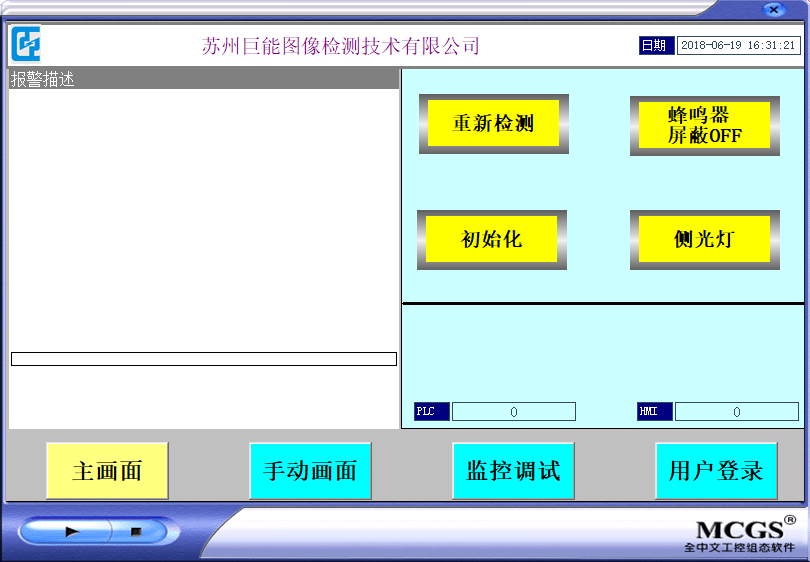 苏州巨能图像检测技术有限公司
日期 2018-06-19 16:31:21
报警描述
重新检测
蜂鸣器
屏蔽OFF
初始化
侧光灯
PLC 0
HMI 0
主画面
手动画面
监控调试
用户登录
MCGS®
全中文工控组态软件